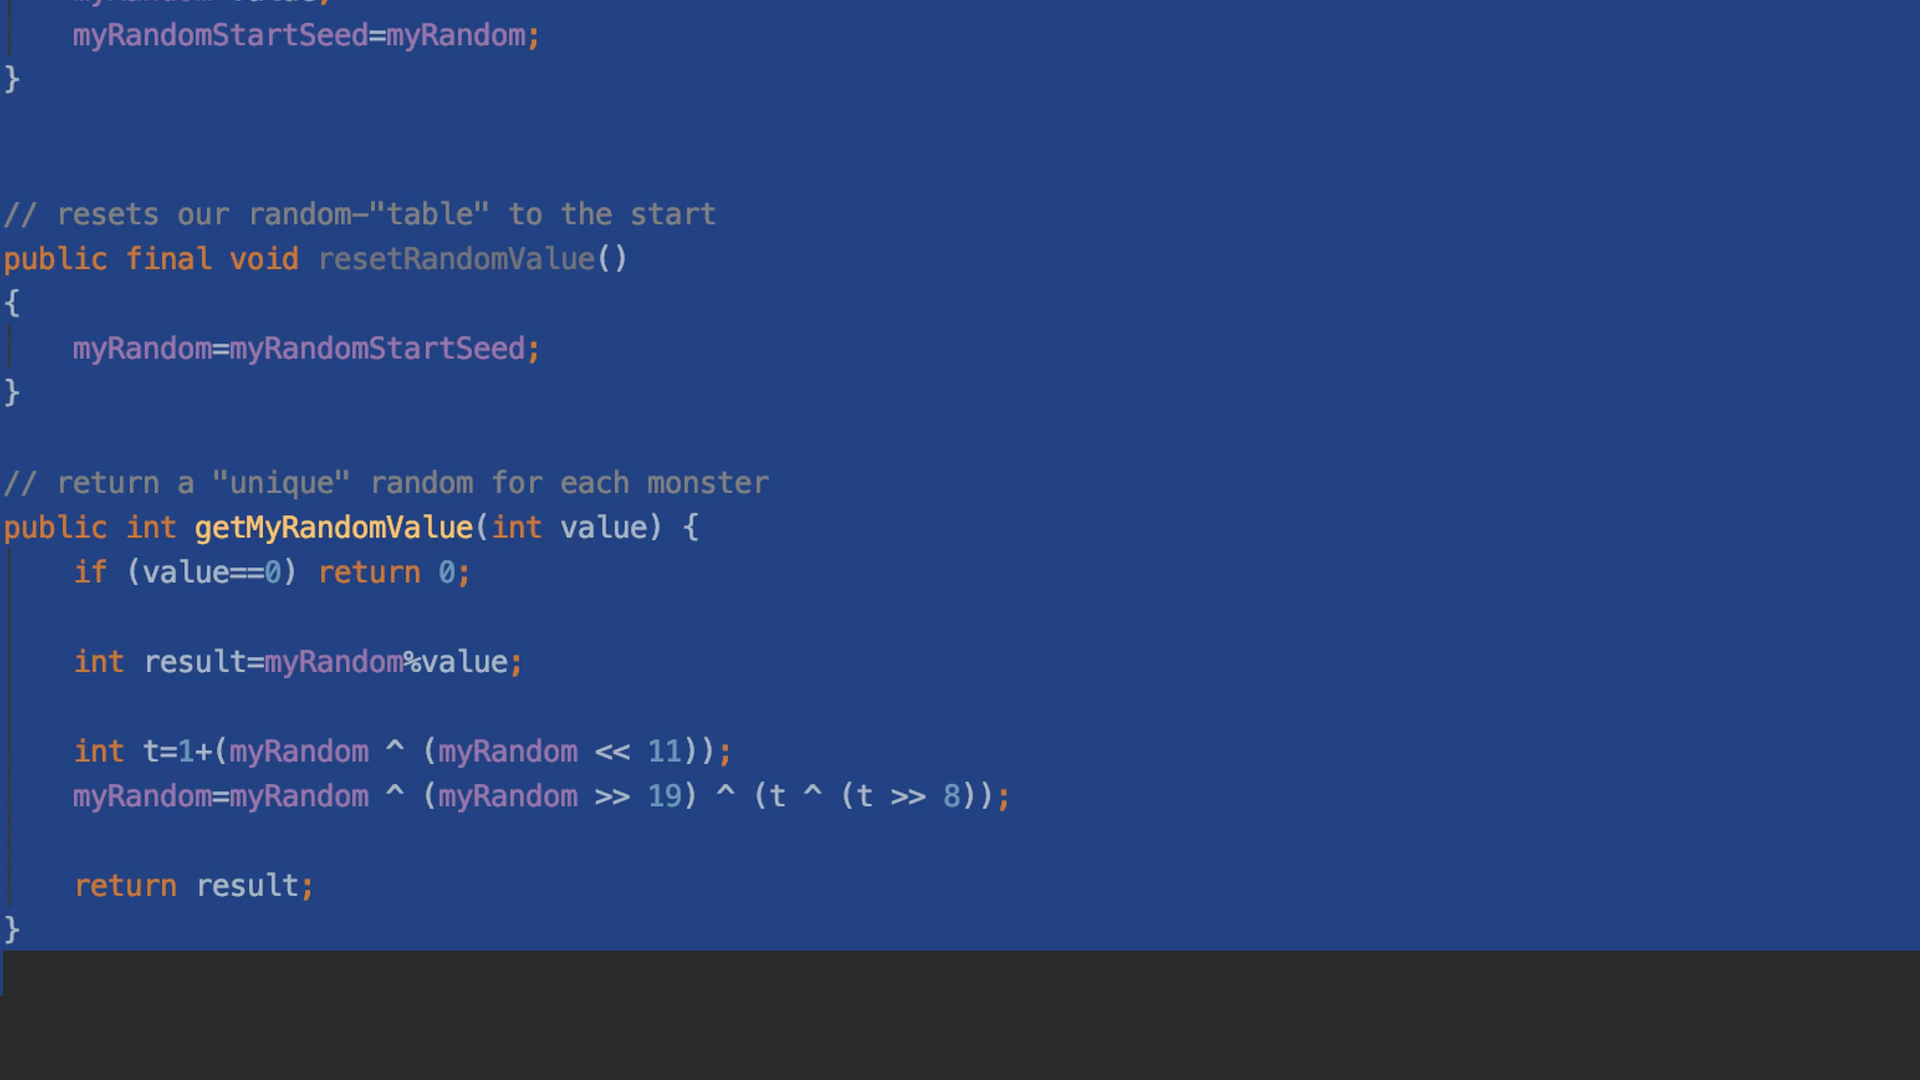 myRandomStartSeed=myRandom;
}
// resets our random-"table" to the start
public final void resetRandomValue()
{
myRandom=myRandomStartSeed;
}
// return a "unique" random for each monster
public int getMyRandomValue(int value) {
if (value==0) return 0;
int result=myRandom%value;
int t=1+(myRandom ^ (myRandom << 11));
myRandom=myRandom ^ (myRandom >> 19) ^ (t ^ (t >> 8));
return result;
}